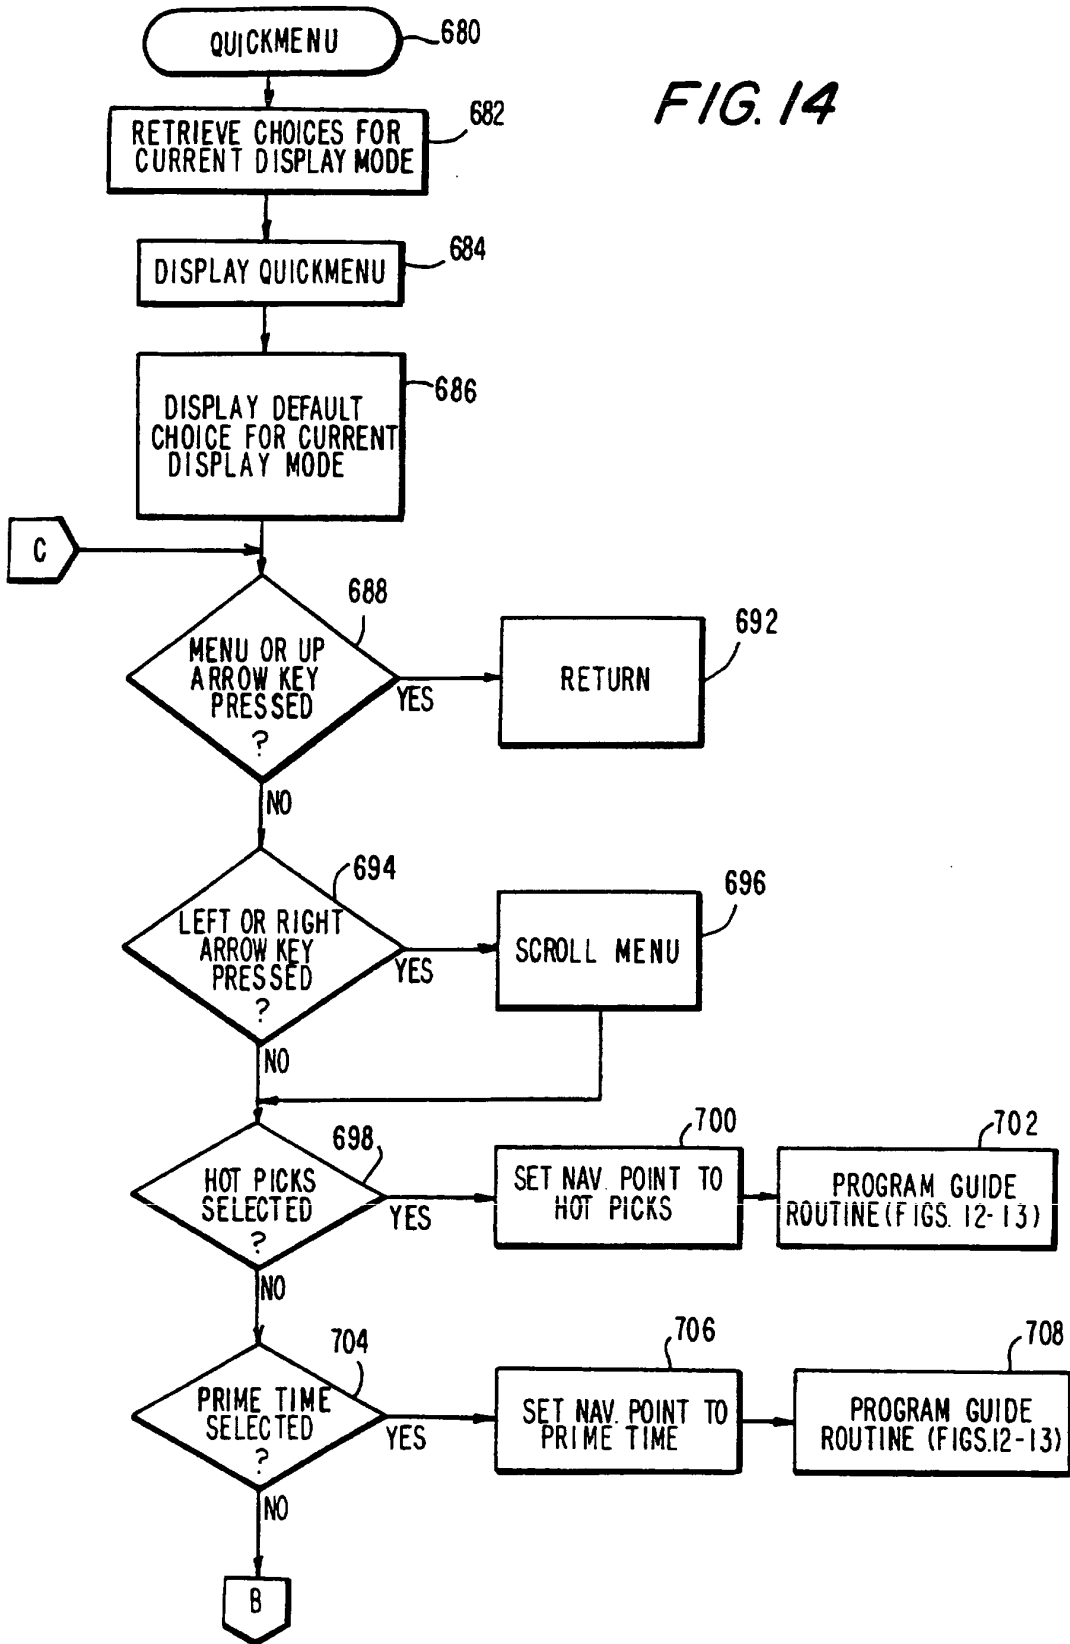 QUICKMENU
680
FIG. 14
RETRIEVE CHOICES FOR
CURRENT DISPLAY MODE
682
DISPLAY QUICKMENU
684
DISPLAY DEFAULT
CHOICE FOR CURRENT
DISPLAY MODE
686
C
MENU OR UP
ARROW KEY
PRESSED
?
688
YES
RETURN
692
NO
LEFT OR RIGHT
ARROW KEY
PRESSED
?
694
YES
SCROLL MENU
696
NO
HOT PICKS
SELECTED
?
698
YES
SET NAV. POINT TO
HOT PICKS
700
PROGRAM GUIDE
ROUTINE (FIGS. 12-13)
702
NO
PRIME TIME
SELECTED
?
704
YES
SET NAV. POINT TO
PRIME TIME
706
PROGRAM GUIDE
ROUTINE (FIGS.12-13)
708
NO
B